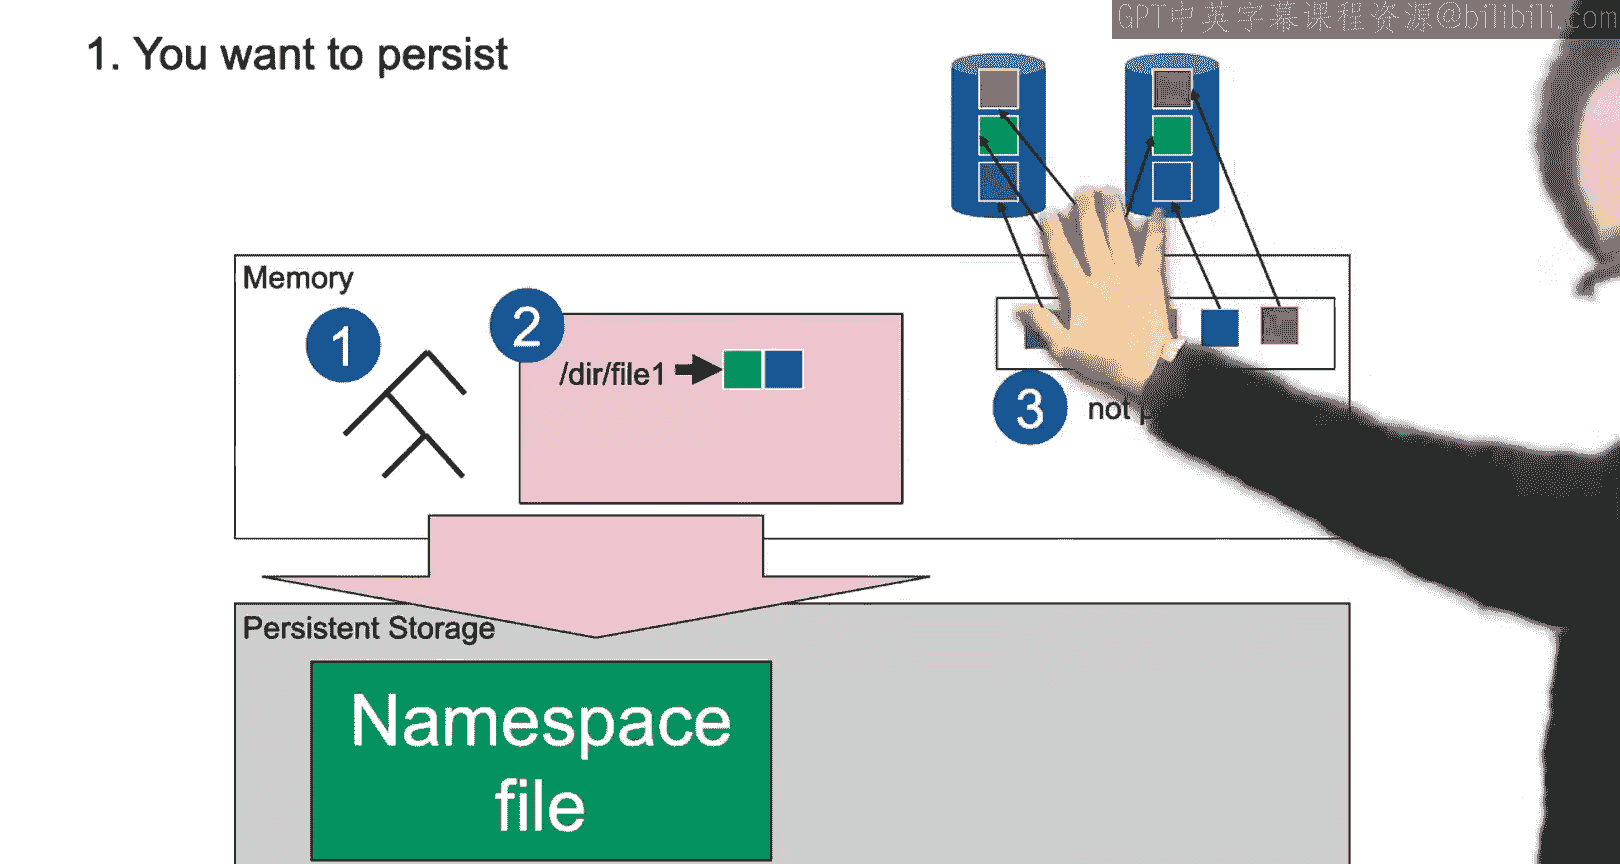 GPT中英字幕课程资源@bilibili.com
1. You want to persist
Memory
1
2
/dir/file1
3
not
Persistent Storage
Namespace
file